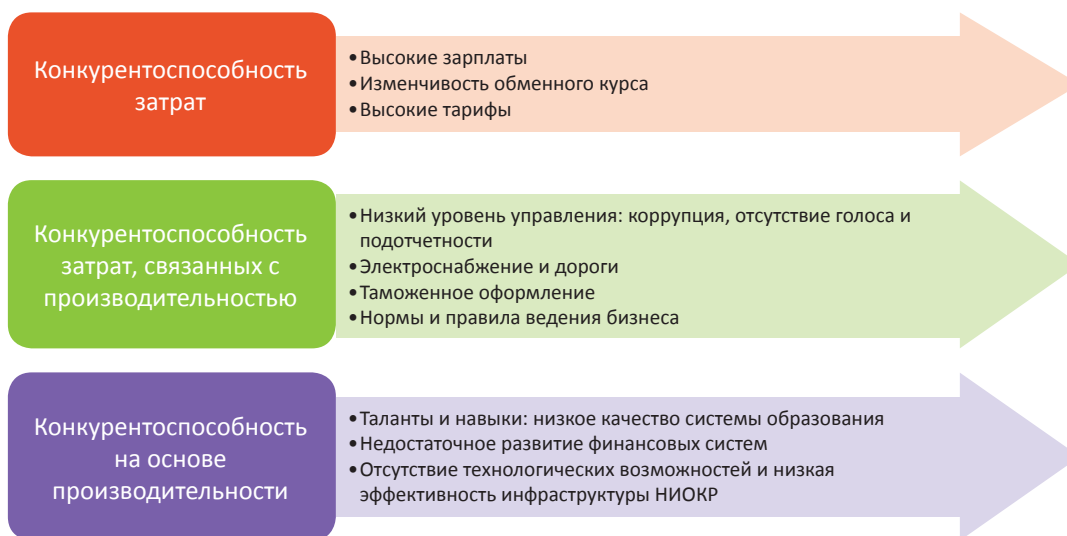 Конкурентоспособность
затрат
•Высокие зарплаты
•Изменчивость обменного курса
•Высокие тарифы
Конкурентоспособность
затрат, связанных с
производительностью
•Низкий уровень управления: коррупция, отсутствие голоса и
подотчетности
•Электроснабжение и дороги
•Таможенное оформление
•Нормы и правила ведения бизнеса
Конкурентоспособность
на основе
производительности
•Таланты и навыки: низкое качество системы образования
•Недостаточное развитие финансовых систем
•Отсутствие технологических возможностей и низкая
эффективность инфраструктуры НИОКР